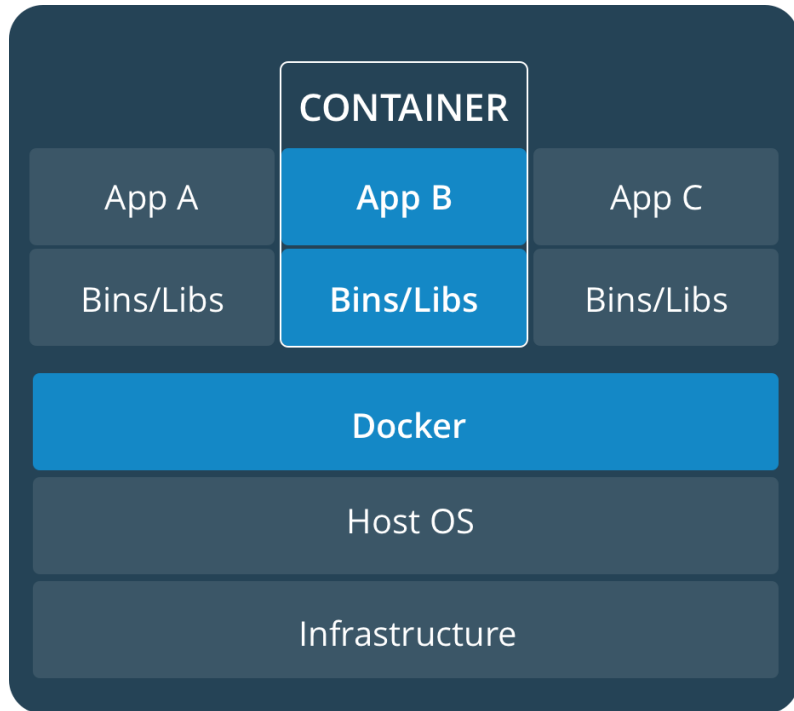 CONTAINER
App A App B App C
Bins/Libs Bins/Libs Bins/Libs
Docker
Host OS
Infrastructure